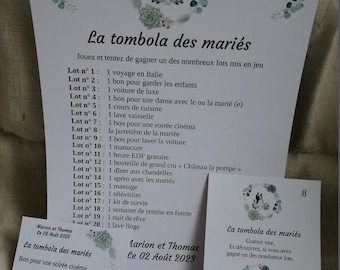 La tombola des mariés
Jouez et tentez de gagner un des nombreux lots mis en jeu
Lot n° 1 : 1 voyage en Italie
Lot n° 2 : 1 bon pour garder les enfants
Lot n° 3 : 1 voiture de luxe
Lot n° 4 : 1 bon pour une danse avec le ou la marié (e)
Lot n° 5 : 1 cours de cuisine
Lot n° 6 : 1 lave vaisselle
Lot n° 7 : 1 bon pour une soirée cinéma
Lot n° 8 : la jarretière de la mariée
Lot n° 9 : 1 bon pour laver la voiture
Lot n° 10 : 1 manucure
Lot n° 11 : 1 heure EDF gratuite
Lot n° 12 : 1 bouteille de grand cru « Château la pompe »
Lot n° 13 : 1 dîner aux chandelles
Lot n° 14 : 1 apéro avec les mariés
Lot n° 15 : 1 massage
Lot n° 16 : 1 télévision
Lot n° 17 : 1 kit de survie
Lot n° 18 : 1 semaine de remise en forme
Lot n° 19 : 1 nuit de rêve
Lot n° 20 : 1 lave linge
Marion et Thomas
Le 02 Août 2023
Marion et Thomas
Le 02 Août 2023
La tombola des mariés
Bon pour une soirée cinéma
8
La tombola des mariés
Grattez vite,
Et découvrez, si vous avez
gagné un des nombreux lots.